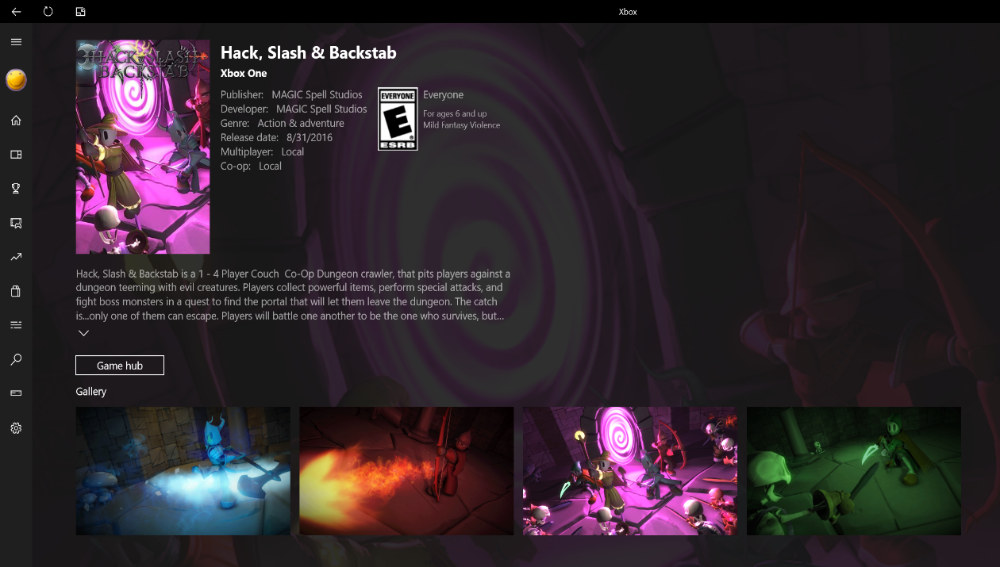 Xbox
HACK, SLASH
BACKSTAB
Hack, Slash & Backstab
Xbox One
Publisher: MAGIC Spell Studios
Developer: MAGIC Spell Studios
Genre: Action & adventure
Release date: 8/31/2016
Multiplayer: Local
Co-op: Local
EVERYONE
E
ESRB
Everyone
For ages 6 and up
Mild Fantasy Violence
Hack, Slash & Backstab is a 1 - 4 Player Couch Co-Op Dungeon crawler, that pits players against a
dungeon teeming with evil creatures. Players collect powerful items, perform special attacks, and
fight boss monsters in a quest to find the portal that will let them leave the dungeon. The catch
is...only one of them can escape. Players will battle one another to be the one who survives, but...
Game hub
Gallery